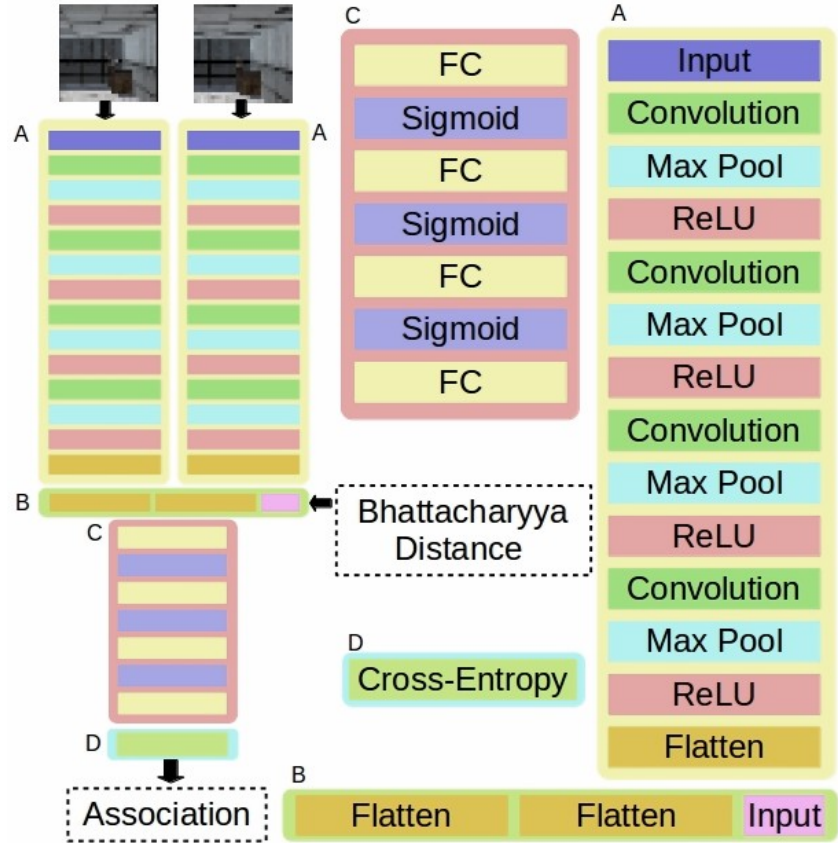 A
A
B
Bhattacharyya
Distance
C
D
Association
C
FC
Sigmoid
FC
Sigmoid
FC
Sigmoid
FC
D
Cross-Entropy
A
Input
Convolution
Max Pool
ReLU
Convolution
Max Pool
ReLU
Convolution
Max Pool
ReLU
Convolution
Max Pool
ReLU
Flatten
B
Flatten Flatten Input